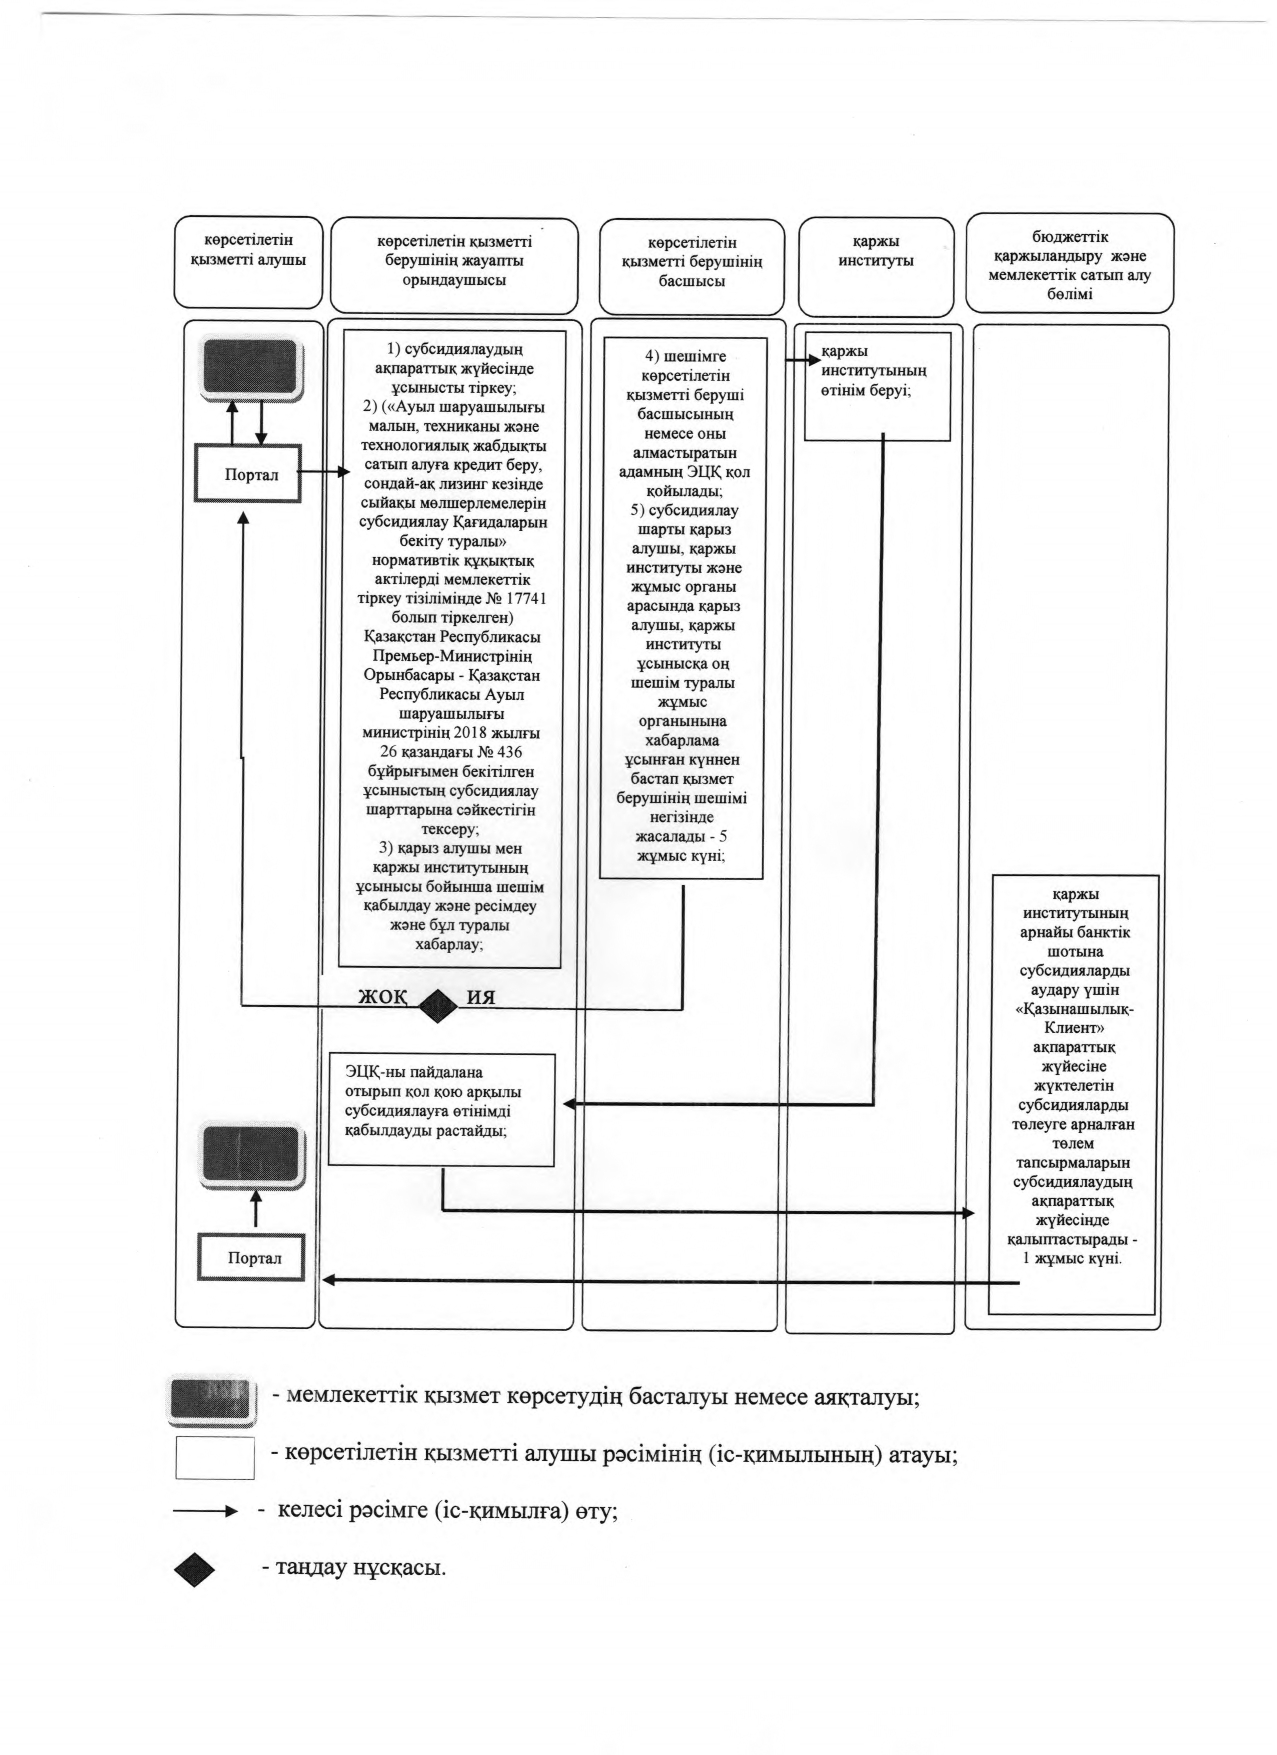 көрсетілетін
қызметті алушы
көрсетілетін қызметті
берушінің жауапты
орындаушысы
көрсетілетін
қызметті берушінің
басшысы
қаржы
институты
бюджеттік
қаржыландыру және
мемлекеттік сатып алу
бөлімі
Портал
1) субсидиялаудың
ақпараттық жүйесінде
ұсынысты тіркеу;
2) («Ауыл шаруашылығы
малын, техниканы және
технологиялық жабдықты
сатып алуға кредит беру,
сондай-ақ лизинг кезінде
сыйақы мөлшерлемелерін
субсидиялау Қағидаларын
бекіту туралы»
нормативтік құқықтық
актілерді мемлекеттік
тіркеу тізілімінде № 17741
болып тіркелген)
Қазақстан Республикасы
Премьер-Министрінің
Орынбасары - Қазақстан
Республикасы Ауыл
шаруашылығы
министрінің 2018 жылғы
26 қазандағы № 436
бұйрығымен бекітілген
ұсыныстың субсидиялау
шарттарына сәйкестігін
тексеру;
3) қарыз алушы мен
қаржы институтының
ұсынысы бойынша шешім
қабылдау және ресімдеу
және бұл туралы
хабарлау;
4) шешімге
көрсетілетін
қызметті беруші
басшысының
немесе оны
алмастыратын
адамның ЭЦҚ қол
қойылады;
5) субсидиялау
шарты қарыз
алушы, қаржы
институты және
жұмыс органы
арасында қарыз
алушы, қаржы
институты
ұсынысқа оң
шешім туралы
жұмыс
органынына
хабарлама
ұсынған күннен
бастап қызмет
берушінің шешімі
негізінде
жасалады - 5
жұмыс күні;
қаржы
институтының
өтінім беруі;
ЖОҚ
ИЯ
ЭЦҚ-ны пайдалана
отырып қол қою арқылы
субсидиялауға өтінімді
қабылдауды растайды;
қаржы
институтының
арнайы банктік
шотына
субсидияларды
аудару үшін
«Қазынашылық-
Клиент»
ақпараттық
жүйесіне
жүктелетін
субсидияларды
төлеуге арналған
төлем
тапсырмаларын
субсидиялаудың
ақпараттық
жүйесінде
қалыптастырады -
1 жұмыс күні.
Портал
- мемлекеттік қызмет көрсетудің басталуы немесе аяқталуы;
- көрсетілетін қызметті алушы рәсімінің (іс-қимылының) атауы;
- келесі рәсімге (іс-қимылға) өту;
- таңдау нұсқасы.